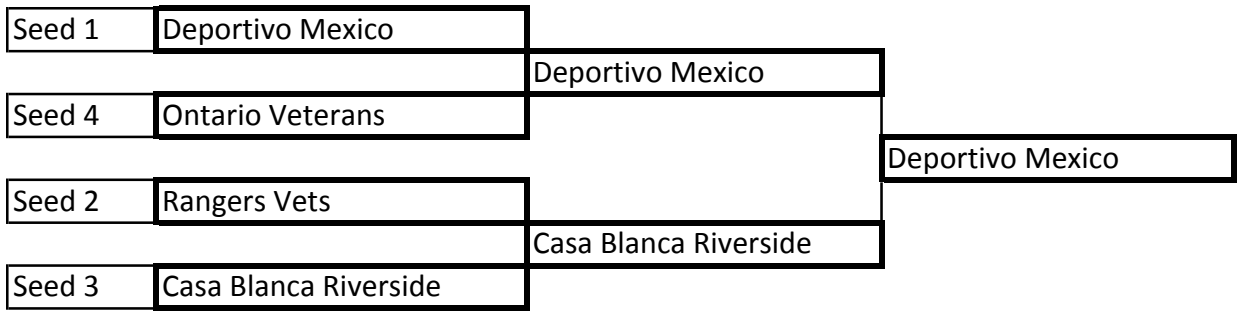 Seed 1 Deportivo Mexico
Deportivo Mexico
Seed 4 Ontario Veterans
Deportivo Mexico
Seed 2 Rangers Vets
Casa Blanca Riverside
Seed 3 Casa Blanca Riverside